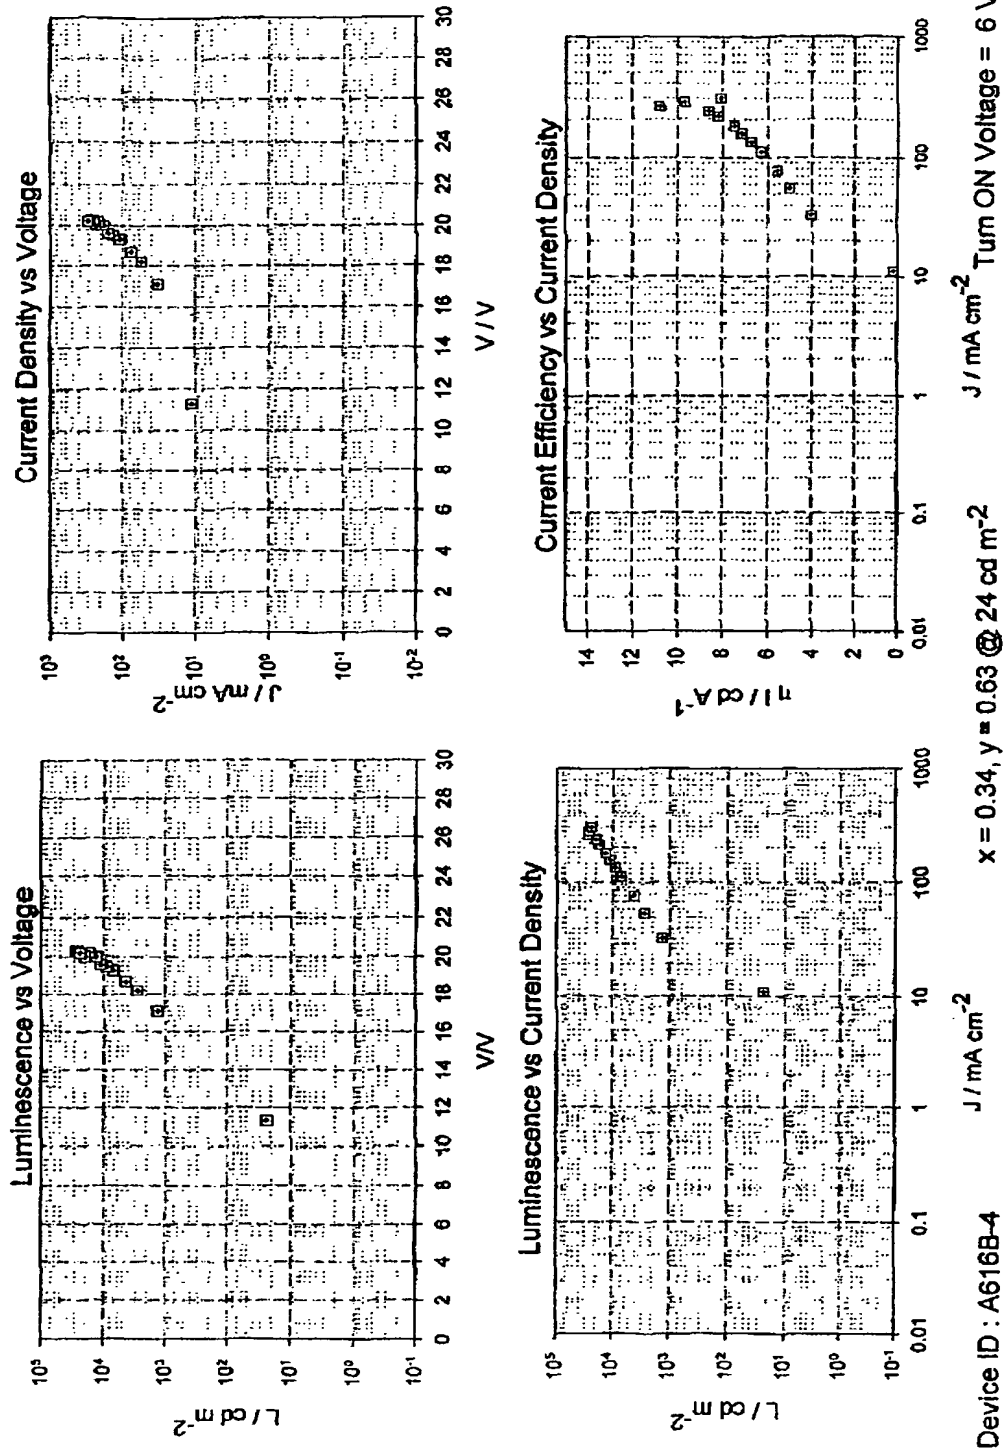 Luminescence vs Voltage
L / cd m⁻²
10⁵
10⁴
10³
10²
10¹
10⁰
10⁻¹
0 2 4 6 8 10 12 14 16 18 20 22 24 26 28 30
V/V
Current Density vs Voltage
J / mA cm⁻²
10³
10²
10¹
10⁰
10⁻¹
10⁻²
0 2 4 6 8 10 12 14 16 18 20 22 24 26 28 30
V / V
Luminescence vs Current Density
L / cd m⁻²
10⁵
10⁴
10³
10²
10¹
10⁰
10⁻¹
0.01 0.1 1 10 100 1000
J / mA cm⁻²
Current Efficiency vs Current Density
η I / cd A⁻¹
14
12
10
8
6
4
2
0
0.01 0.1 1 10 100 1000
J / mA cm⁻²
Device ID : A616B-4
x = 0.34, y = 0.63 @ 24 cd m⁻²
Turn ON Voltage = 6 V